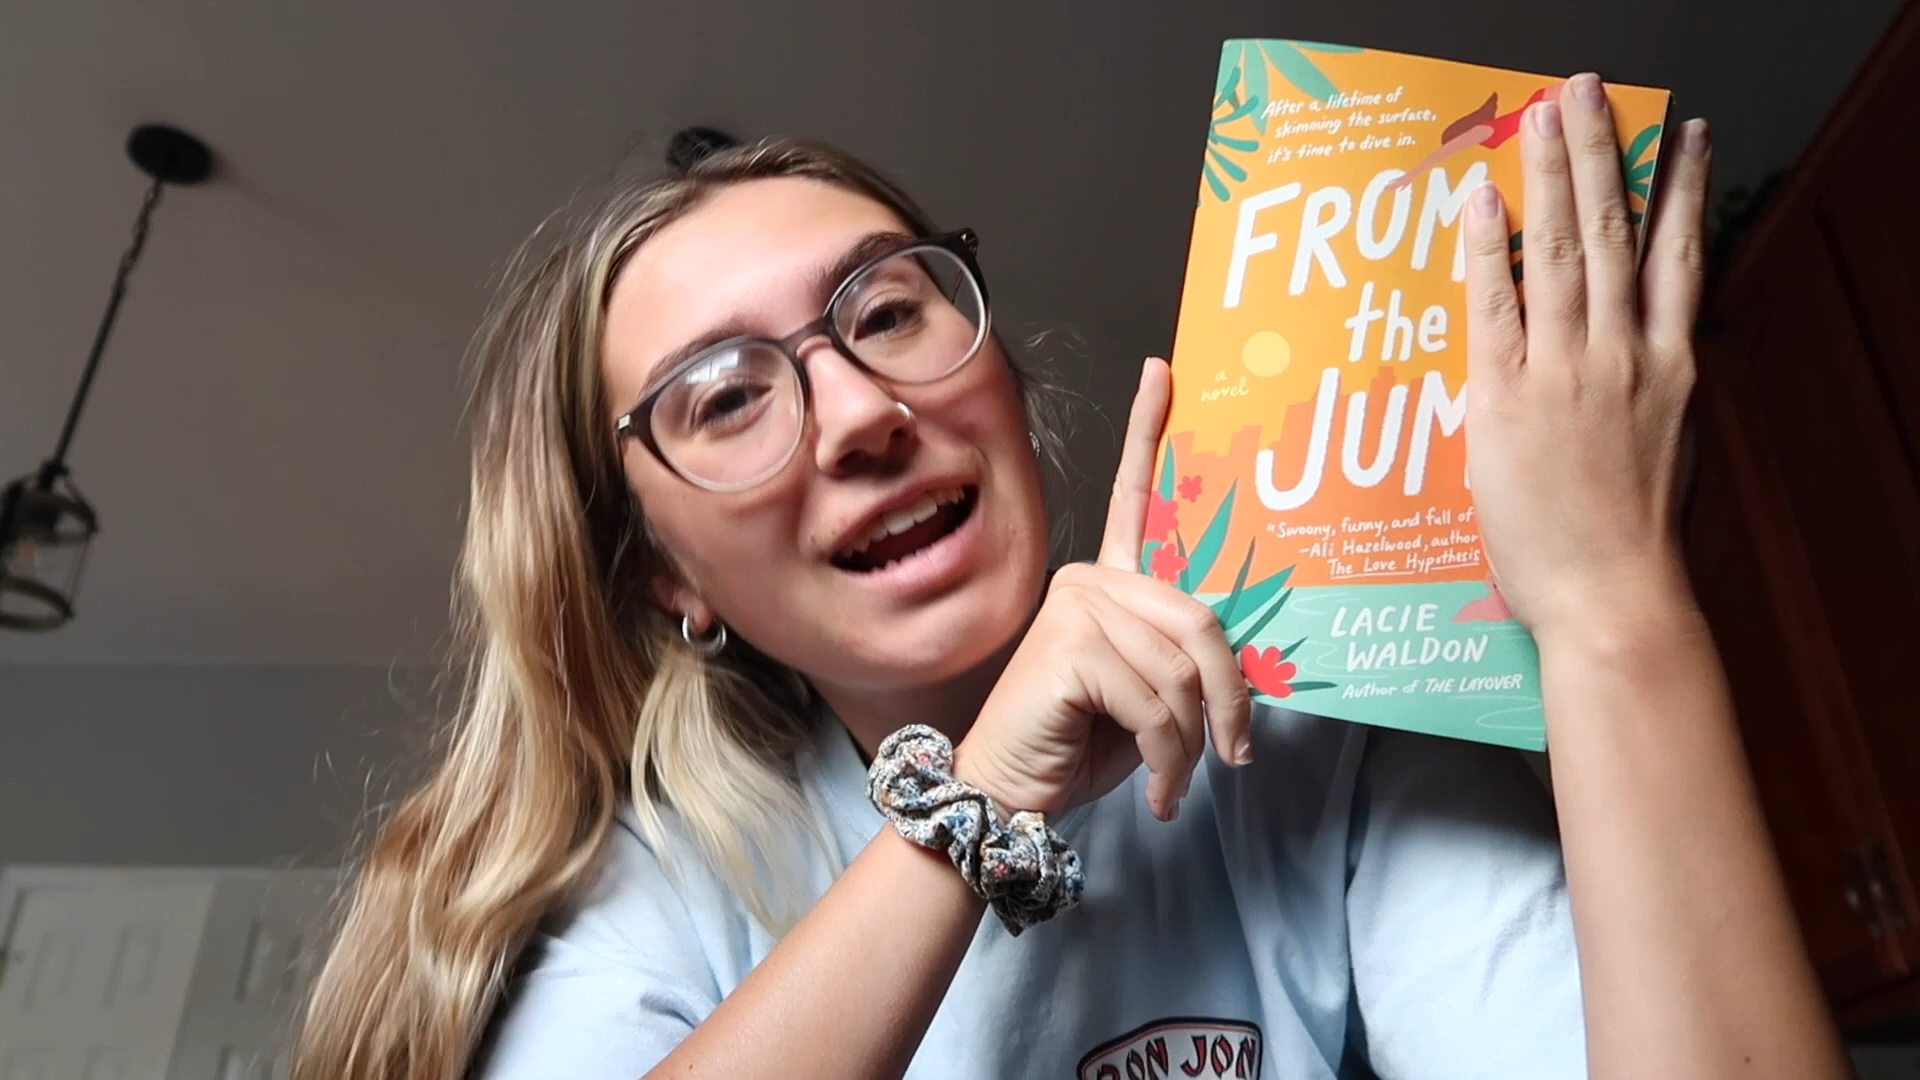 After a lifetime of
skimming the surface,
it's time to dive in.
FROM
the
JUM
a
novel
"Swoony, funny, and full of
—Ali Hazelwood, author
The Love Hypothesis
LACIE
WALDON
Author of THE LAYOVER
RON JON